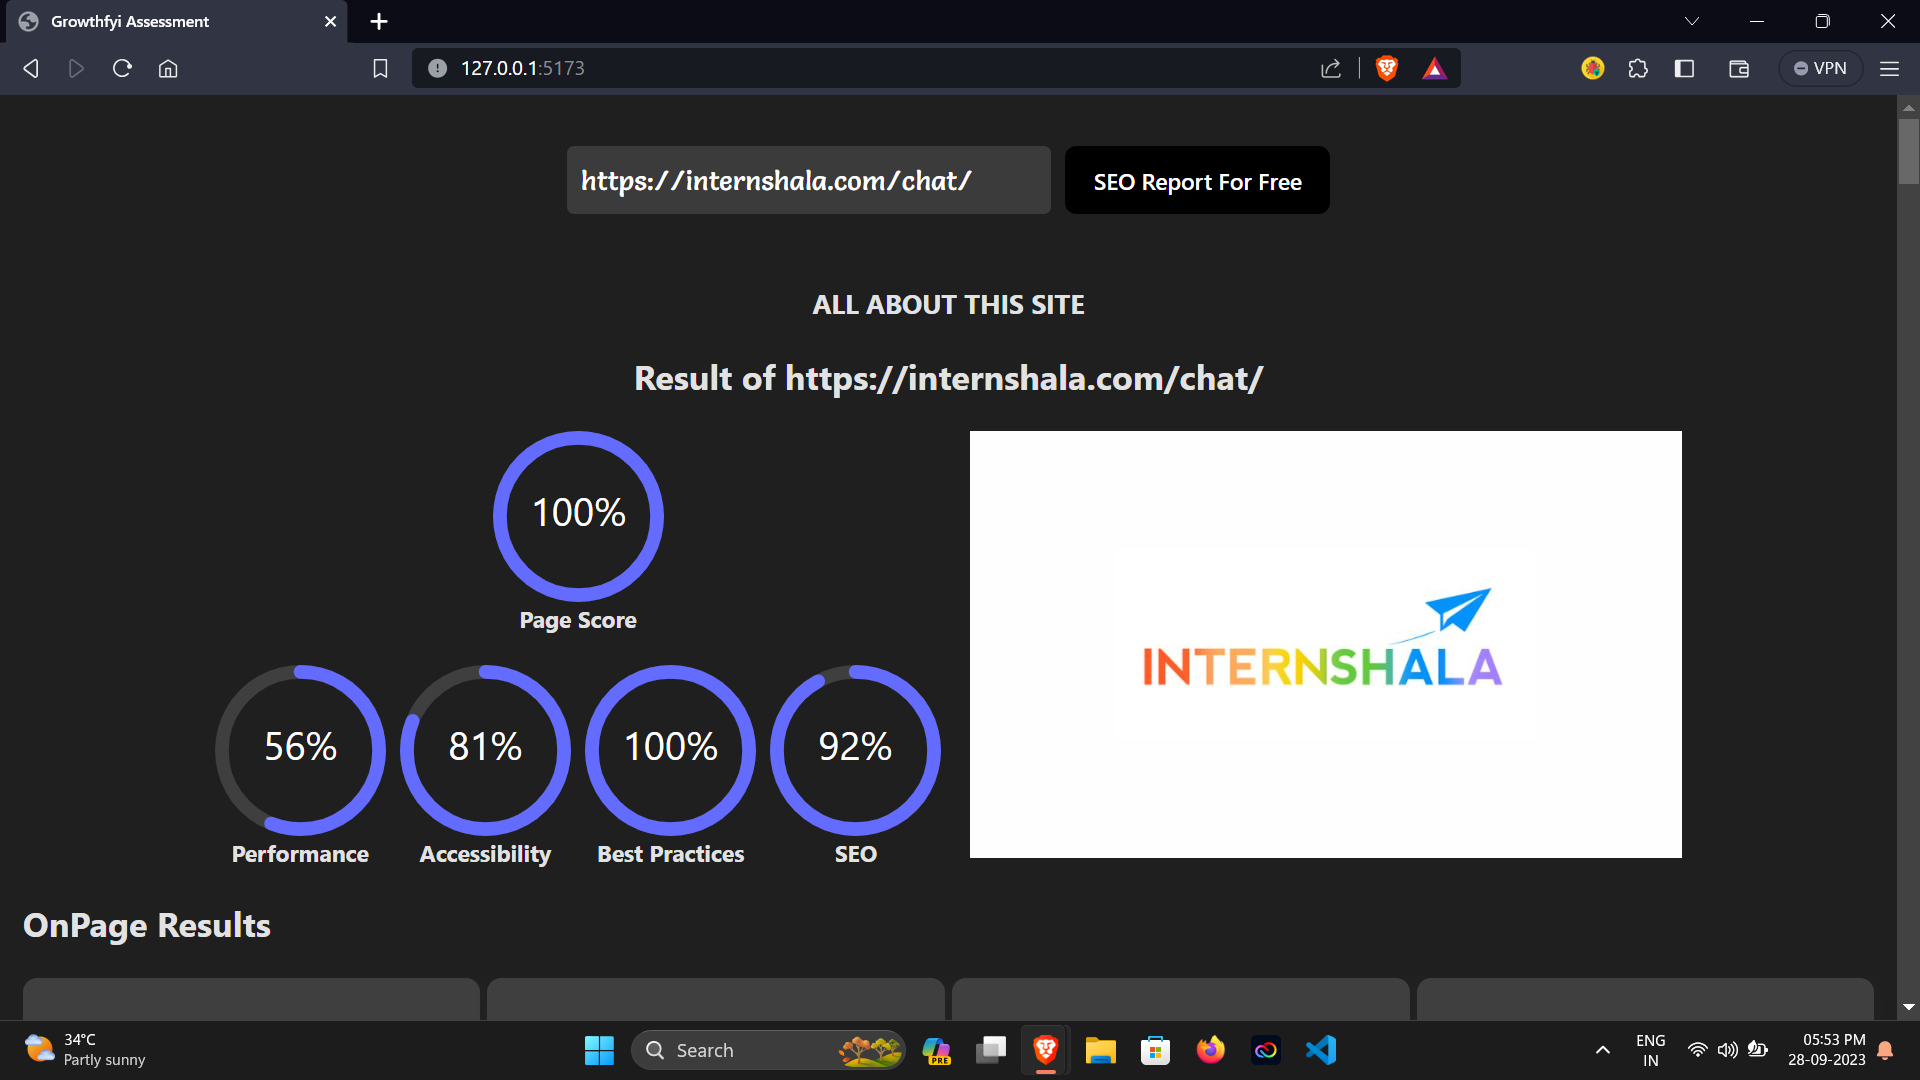 Growthfyi Assessment
127.0.0.1:5173
VPN
https://internshala.com/chat/
SEO Report For Free
ALL ABOUT THIS SITE
Result of https://internshala.com/chat/
100%
Page Score
INTERNSHALA
56%
81%
100%
92%
Performance
Accessibility
Best Practices
SEO
OnPage Results
34°C
Partly sunny
Search
PRE
ENG
IN
05:53 PM
28-09-2023